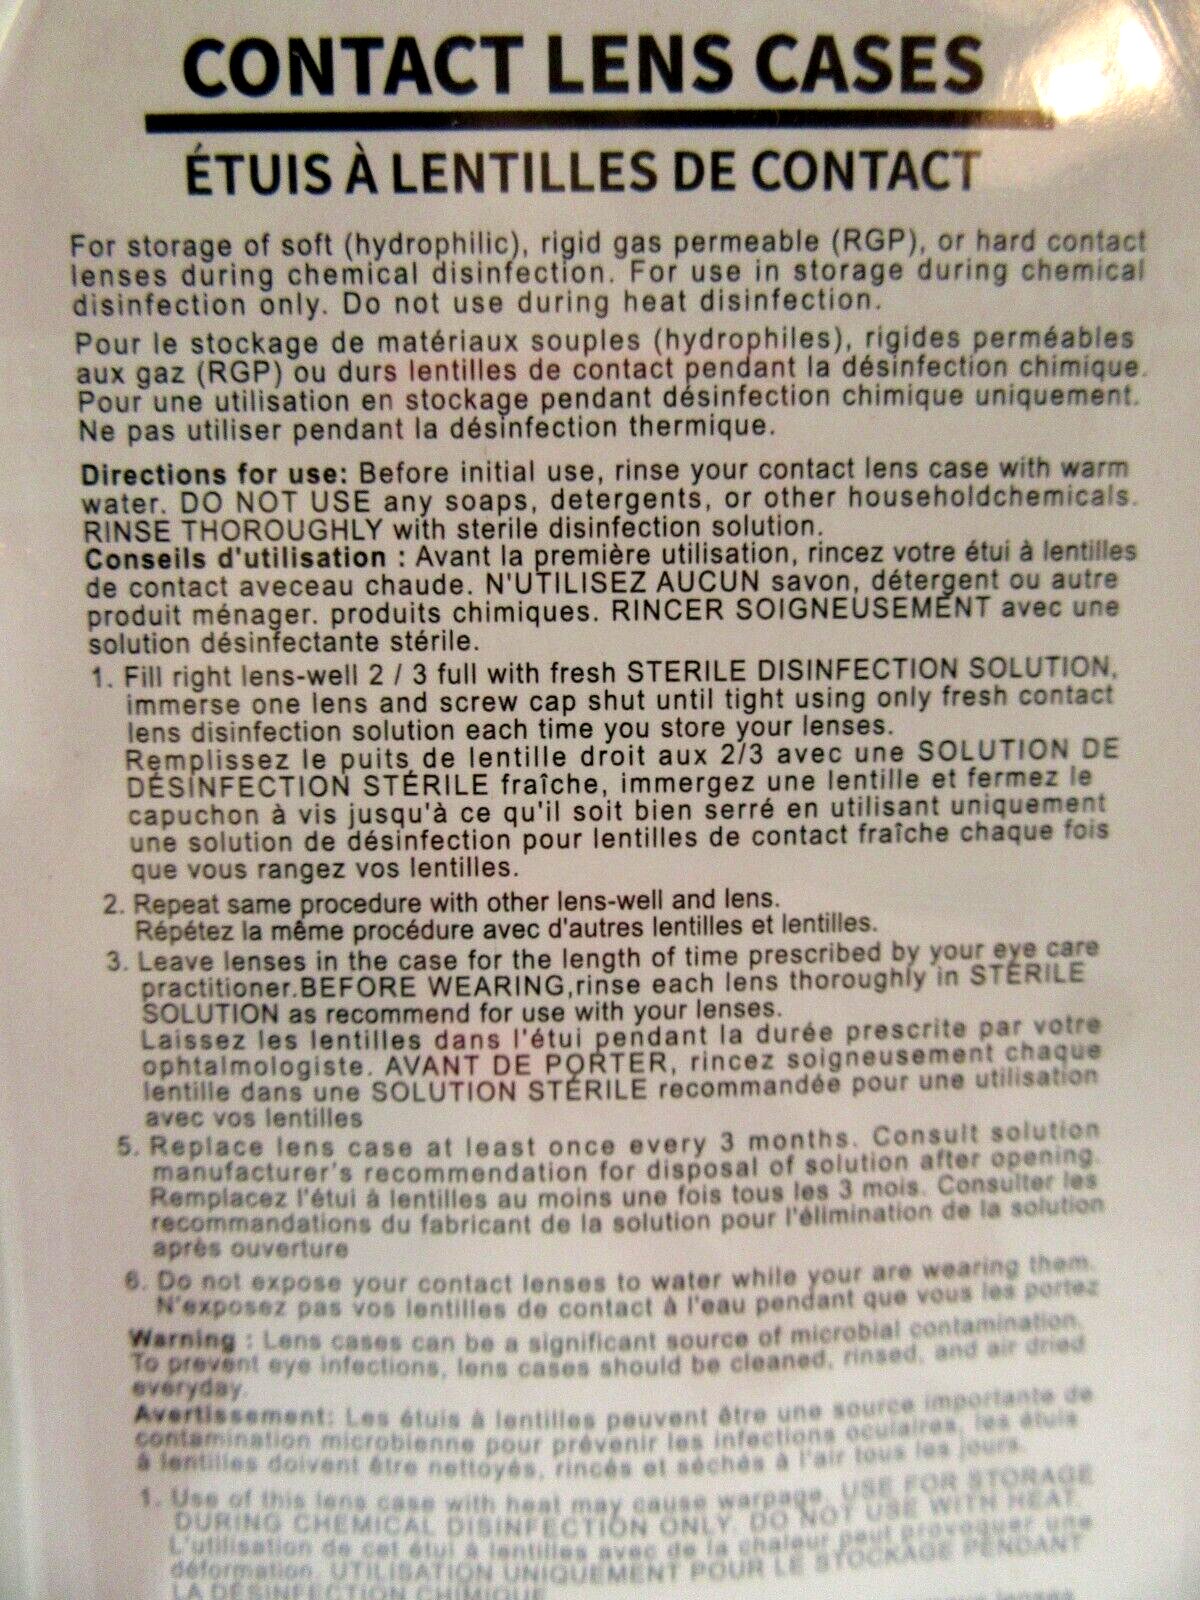 CONTACT LENS CASES
ÉTUIS À LENTILLES DE CONTACT
For storage of soft (hydrophilic), rigid gas permeable (RGP), or hard contact
lenses during chemical disinfection. For use in storage during chemical
disinfection only. Do not use during heat disinfection.
Pour le stockage de matériaux souples (hydrophiles), rigides perméables
aux gaz (RGP) ou durs lentilles de contact pendant la désinfection chimique.
Pour une utilisation en stockage pendant désinfection chimique uniquement.
Ne pas utiliser pendant la désinfection thermique.
Directions for use: Before initial use, rinse your contact lens case with warm
water. DO NOT USE any soaps, detergents, or other householdchemicals.
RINSE THOROUGHLY with sterile disinfection solution.
Conseils d'utilisation : Avant la première utilisation, rincez votre étui à lentilles
de contact aveceau chaude. N'UTILISEZ AUCUN savon, détergent ou autre
produit ménager. produits chimiques. RINCER SOIGNEUSEMENT avec une
solution désinfectante stérile.
1. Fill right lens-well 2 / 3 full with fresh STERILE DISINFECTION SOLUTION,
immerse one lens and screw cap shut until tight using only fresh contact
lens disinfection solution each time you store your lenses.
Remplissez le puits de lentille droit aux 2/3 avec une SOLUTION DE
DÉSINFECTION STÉRILE fraîche, immergez une lentille et fermez le
capuchon à vis jusqu'à ce qu'il soit bien serré en utilisant uniquement
une solution de désinfection pour lentilles de contact fraîche chaque fois
que vous rangez vos lentilles.
2. Repeat same procedure with other lens-well and lens.
Répétez la même procédure avec d'autres lentilles et lentilles.
3. Leave lenses in the case for the length of time prescribed by your eye care
practitioner.BEFORE WEARING,rinse each lens thoroughly in STERILE
SOLUTION as recommend for use with your lenses.
Laissez les lentilles dans l'étui pendant la durée prescrite par votre
ophtalmologiste. AVANT DE PORTER, rincez soigneusement chaque
lentille dans une SOLUTION STÉRILE recommandée pour une utilisation
avec vos lentilles
5. Replace lens case at least once every 3 months. Consult solution
manufacturer's recommendation for disposal of solution after opening.
Remplacez l'étui à lentilles au moins une fois tous les 3 mois. Consulter les
recommandations du fabricant de la solution pour l'élimination de la solution
après ouverture
6. Do not expose your contact lenses to water while your are wearing them.
N'exposez pas vos lentilles de contact à l'eau pendant que vous les portez
Warning : Lens cases can be a significant source of microbial contamination.
To prevent eye infections, lens cases should be cleaned, rinsed, and air dried
everyday.
Avertissement: Les étuis à lentilles peuvent être une source importante de
contamination microbienne pour prévenir les infections oculaires, les étuis
à lentilles doivent être nettoyés, rincés et séchés à l'air tous les jours.
1. Use of this lens case with heat may cause warpage. USE FOR STORAGE
DURING CHEMICAL DISINFECTION ONLY. DO NOT USE WITH HEAT.
L'utilisation de cet étui à lentilles avec de la chaleur peut provoquer une
déformation. UTILISATION UNIQUEMENT POUR LE STOCKAGE PENDANT
LA DÉSINFECTION CHIMIQUE